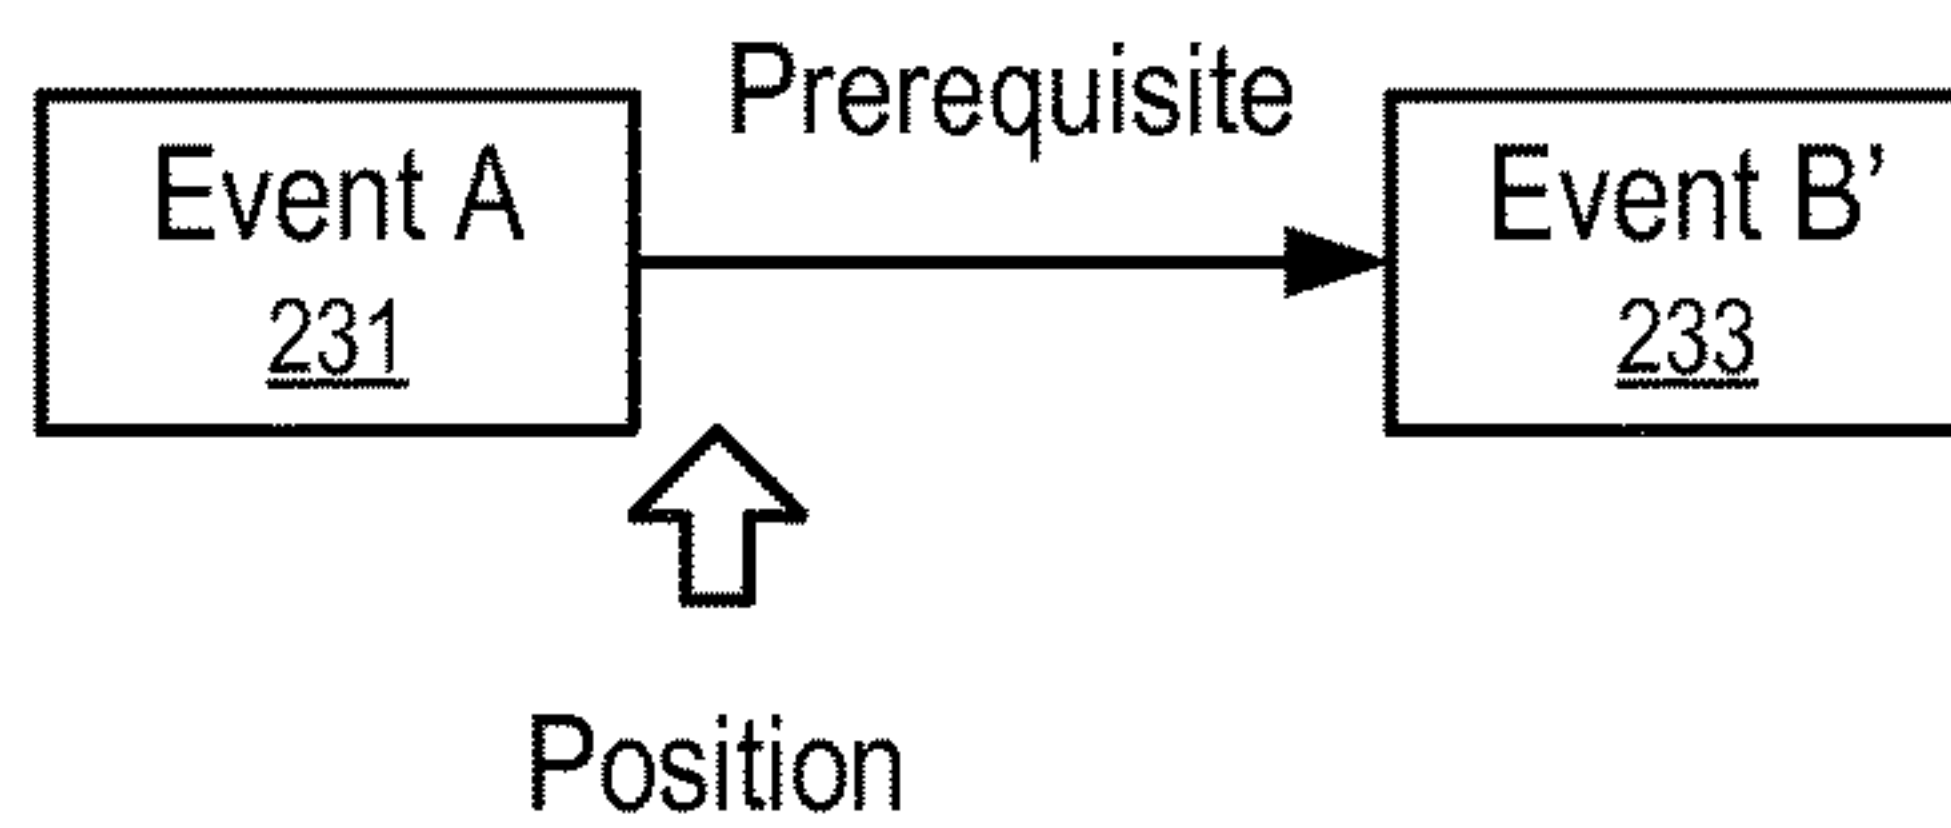 Prerequisite
Event A
231
Event B’
233
Position